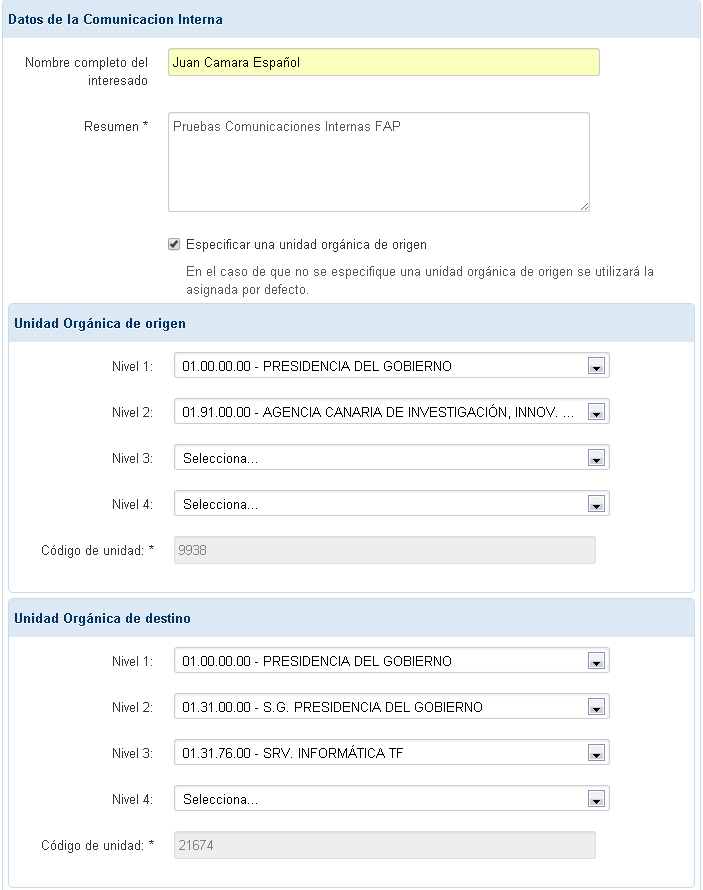 Datos de la Comunicacion Interna
Nombre completo del
interesado
Juan Camara Español
Resumen *
Pruebas Comunicaciones Internas FAP
Especificar una unidad orgánica de origen
En el caso de que no se especifique una unidad orgánica de origen se utilizará la
asignada por defecto.
Unidad Orgánica de origen
Nivel 1: 01.00.00.00 - PRESIDENCIA DEL GOBIERNO
Nivel 2: 01.91.00.00 - AGENCIA CANARIA DE INVESTIGACIÓN, INNOV. ...
Nivel 3: Selecciona...
Nivel 4: Selecciona...
Código de unidad: * 9938
Unidad Orgánica de destino
Nivel 1: 01.00.00.00 - PRESIDENCIA DEL GOBIERNO
Nivel 2: 01.31.00.00 - S.G. PRESIDENCIA DEL GOBIERNO
Nivel 3: 01.31.76.00 - SRV. INFORMÁTICA TF
Nivel 4: Selecciona...
Código de unidad: * 21674